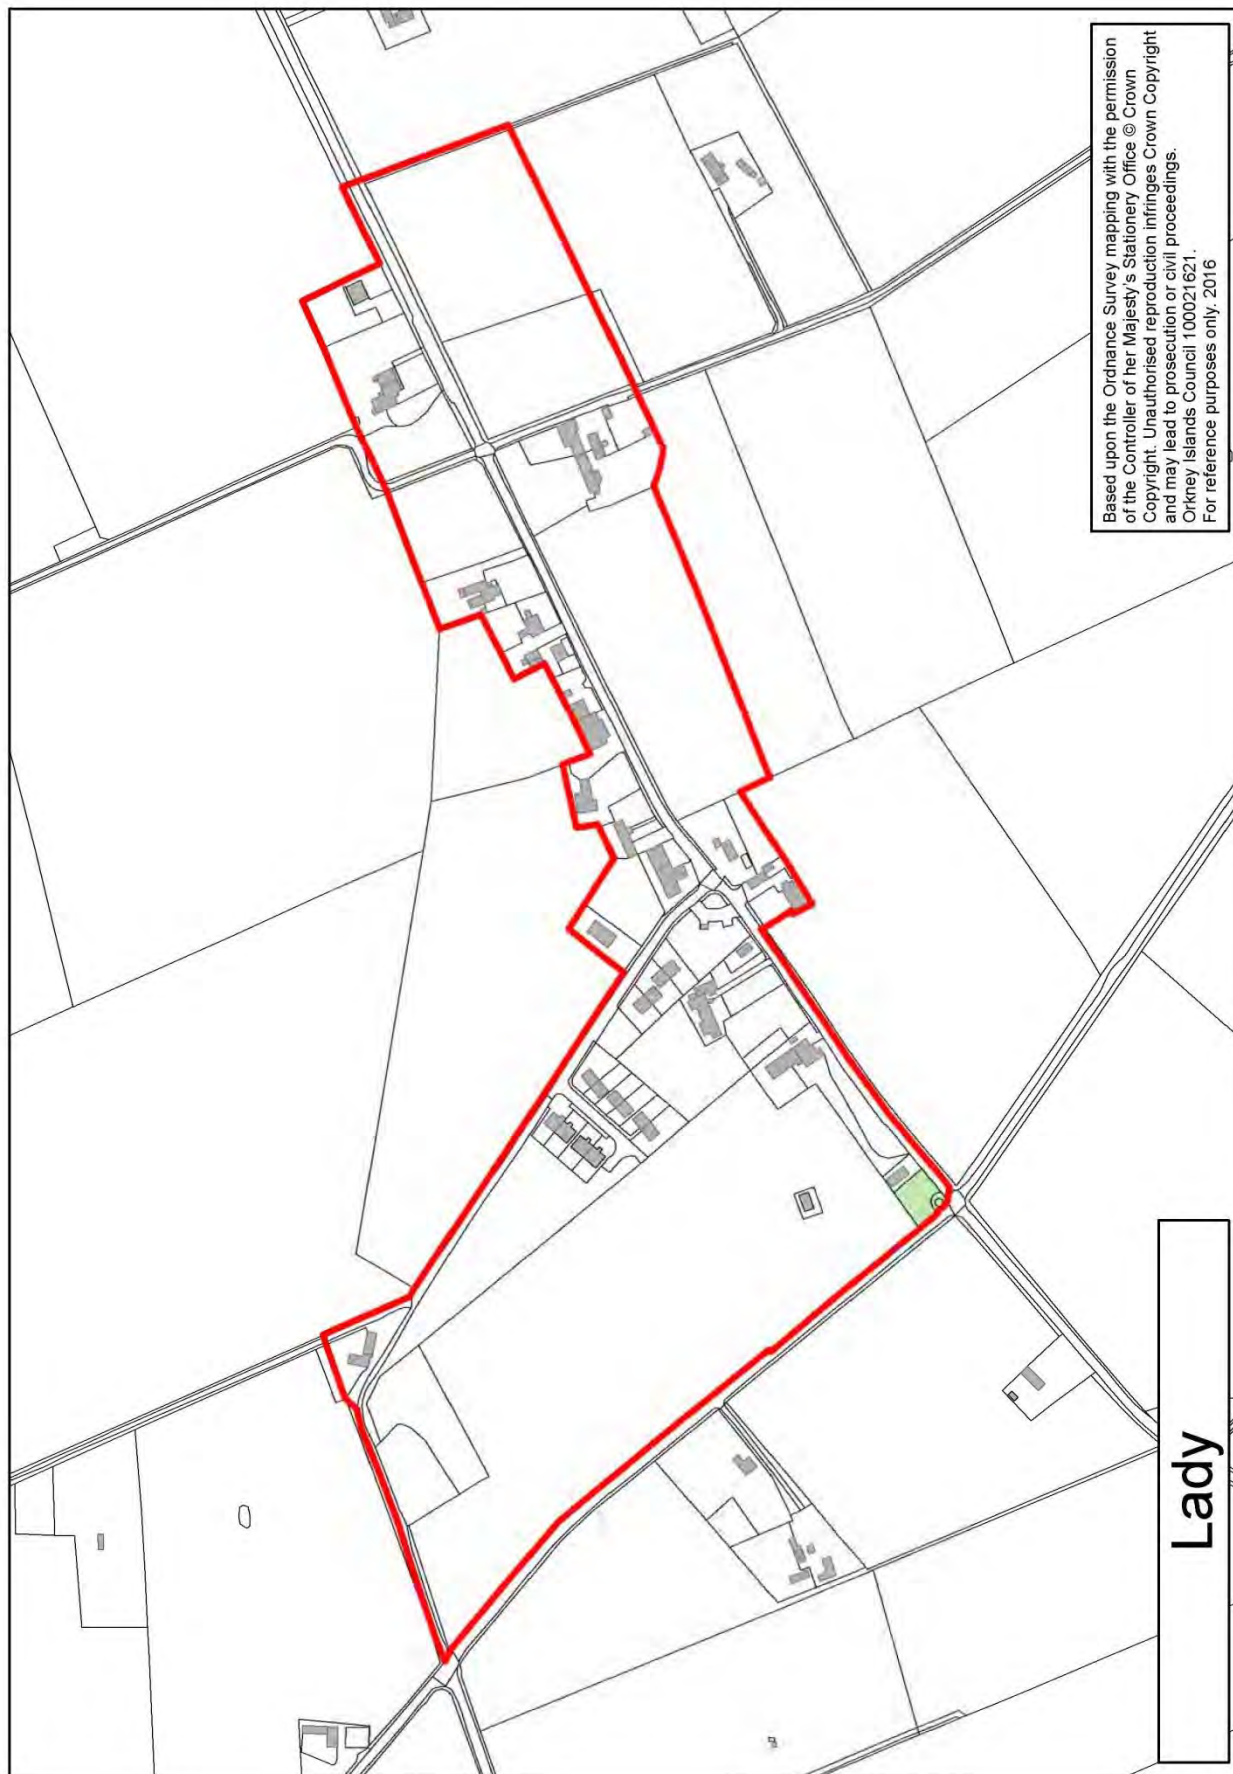 Lady
Based upon the Ordnance Survey mapping with the permission
of the Controller of her Majesty's Stationery Office © Crown
Copyright. Unauthorised reproduction infringes Crown Copyright
and may lead to prosecution or civil proceedings.
Orkney Islands Council 100021621.
For reference purposes only. 2016